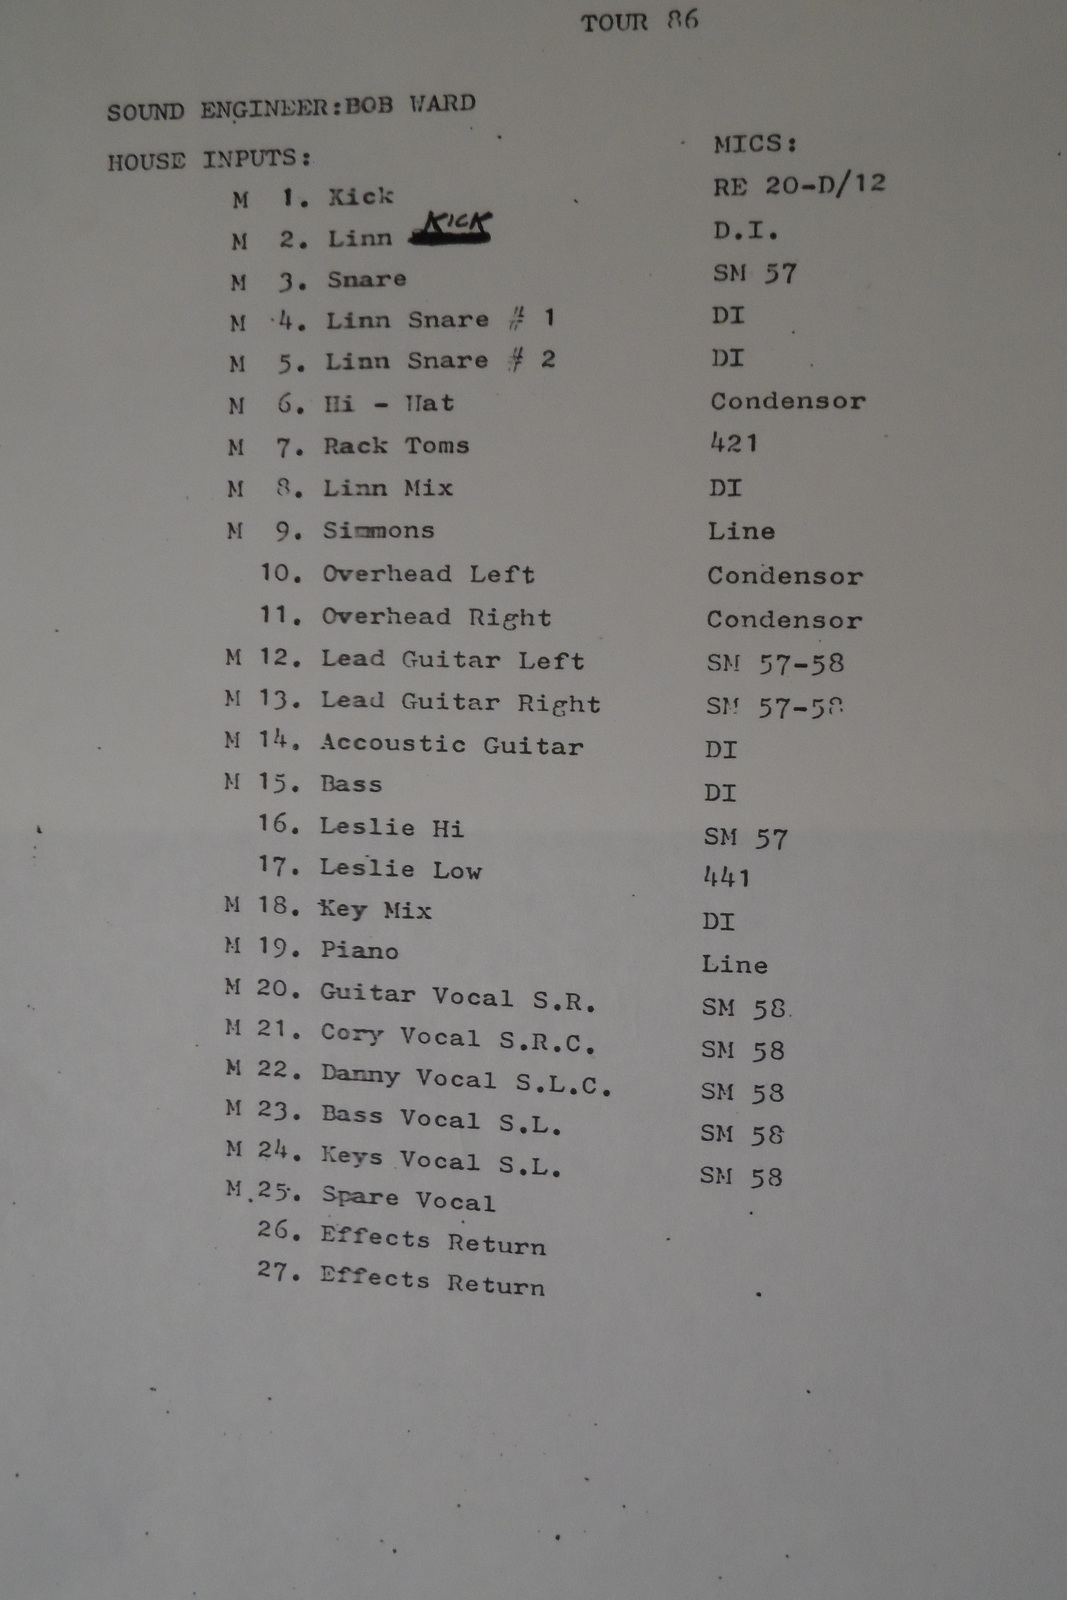 TOUR 86
SOUND ENGINEER:BOB WARD
HOUSE INPUTS: MICS:
M 1. Kick RE 20-D/12
M 2. Linn KICK D.I.
M 3. Snare SM 57
M 4. Linn Snare # 1 DI
M 5. Linn Snare # 2 DI
M 6. Hi - Hat Condensor
M 7. Rack Toms 421
M 8. Linn Mix DI
M 9. Simmons Line
10. Overhead Left Condensor
11. Overhead Right Condensor
M 12. Lead Guitar Left SM 57-58
M 13. Lead Guitar Right SM 57-58
M 14. Accoustic Guitar DI
M 15. Bass DI
16. Leslie Hi SM 57
17. Leslie Low 441
M 18. Key Mix DI
M 19. Piano Line
M 20. Guitar Vocal S.R. SM 58
M 21. Cory Vocal S.R.C. SM 58
M 22. Danny Vocal S.L.C. SM 58
M 23. Bass Vocal S.L. SM 58
M 24. Keys Vocal S.L. SM 58
M 25. Spare Vocal
26. Effects Return
27. Effects Return